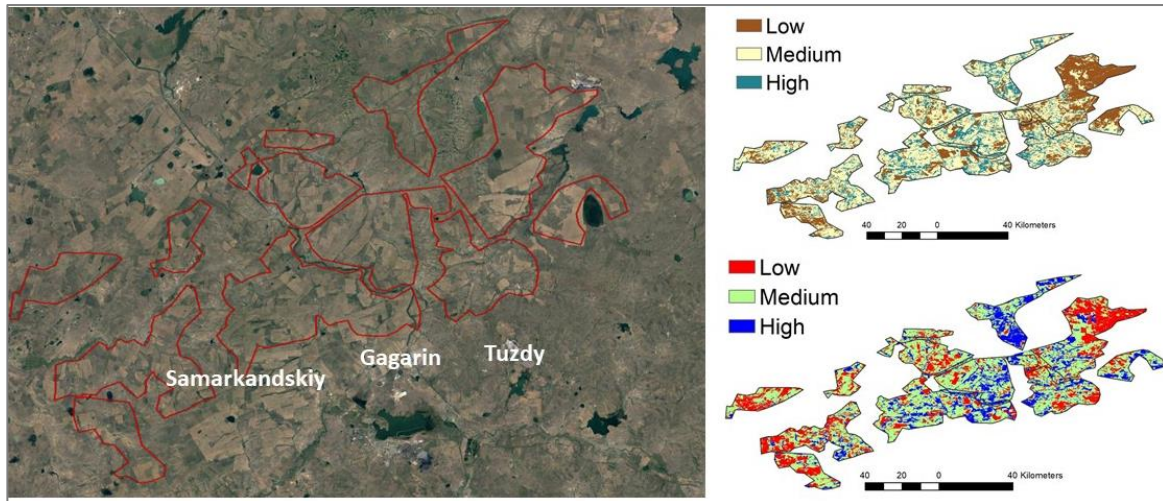 Samarkandskiy
Gagarin
Tuzdy
Low
Medium
High
40 20 0 40 Kilometers
Low
Medium
High
40 20 0 40 Kilometers